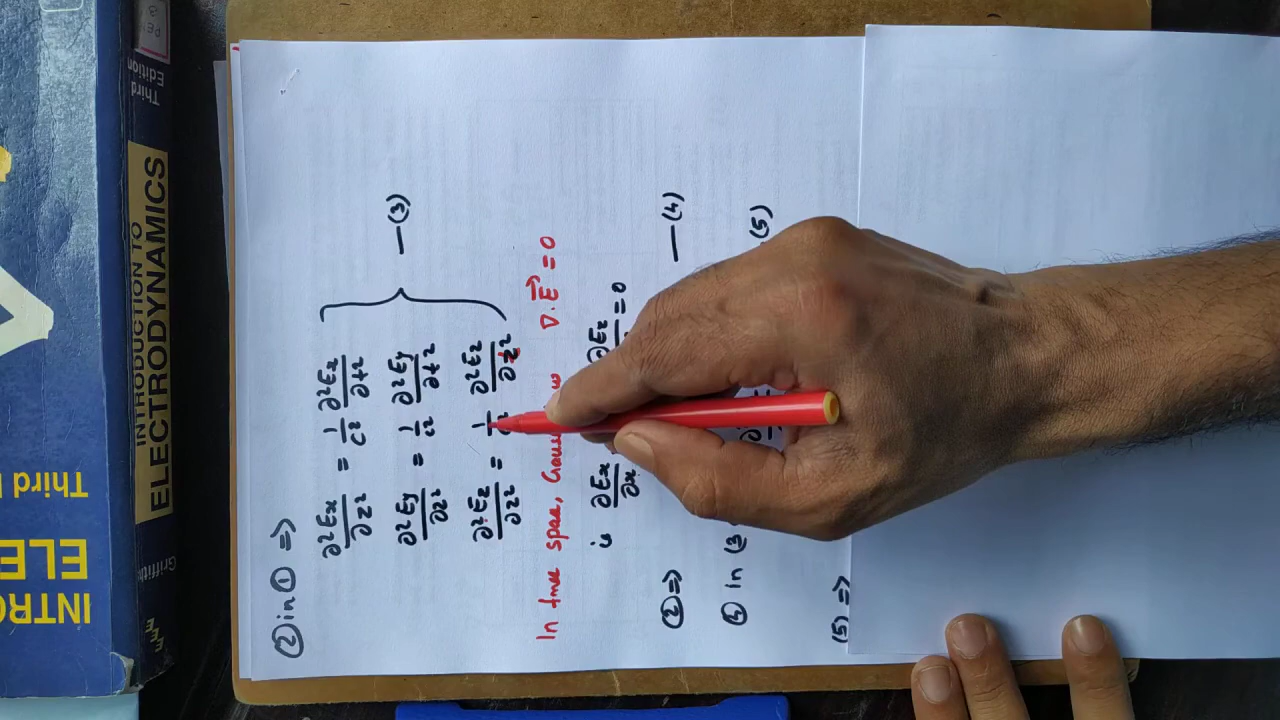 ② in ① ⇒
∂²Ex/∂z² = 1/c² ∂²Ex/∂t²
∂²Ey/∂z² = 1/c² ∂²Ey/∂t² —(3)
∂²Ez/∂z² = 1/c² ∂²Ez/∂t²
In free space, ∇.E⃗ = 0
is ∂Ex/∂x ∂Ez = 0
② ⇒ —(4)
④ in (3 (5)
(5) ⇒
INTRODUCTION TO
ELECTRODYNAMICS
Third
Edition
Griffiths
Third
INTRO
ELE